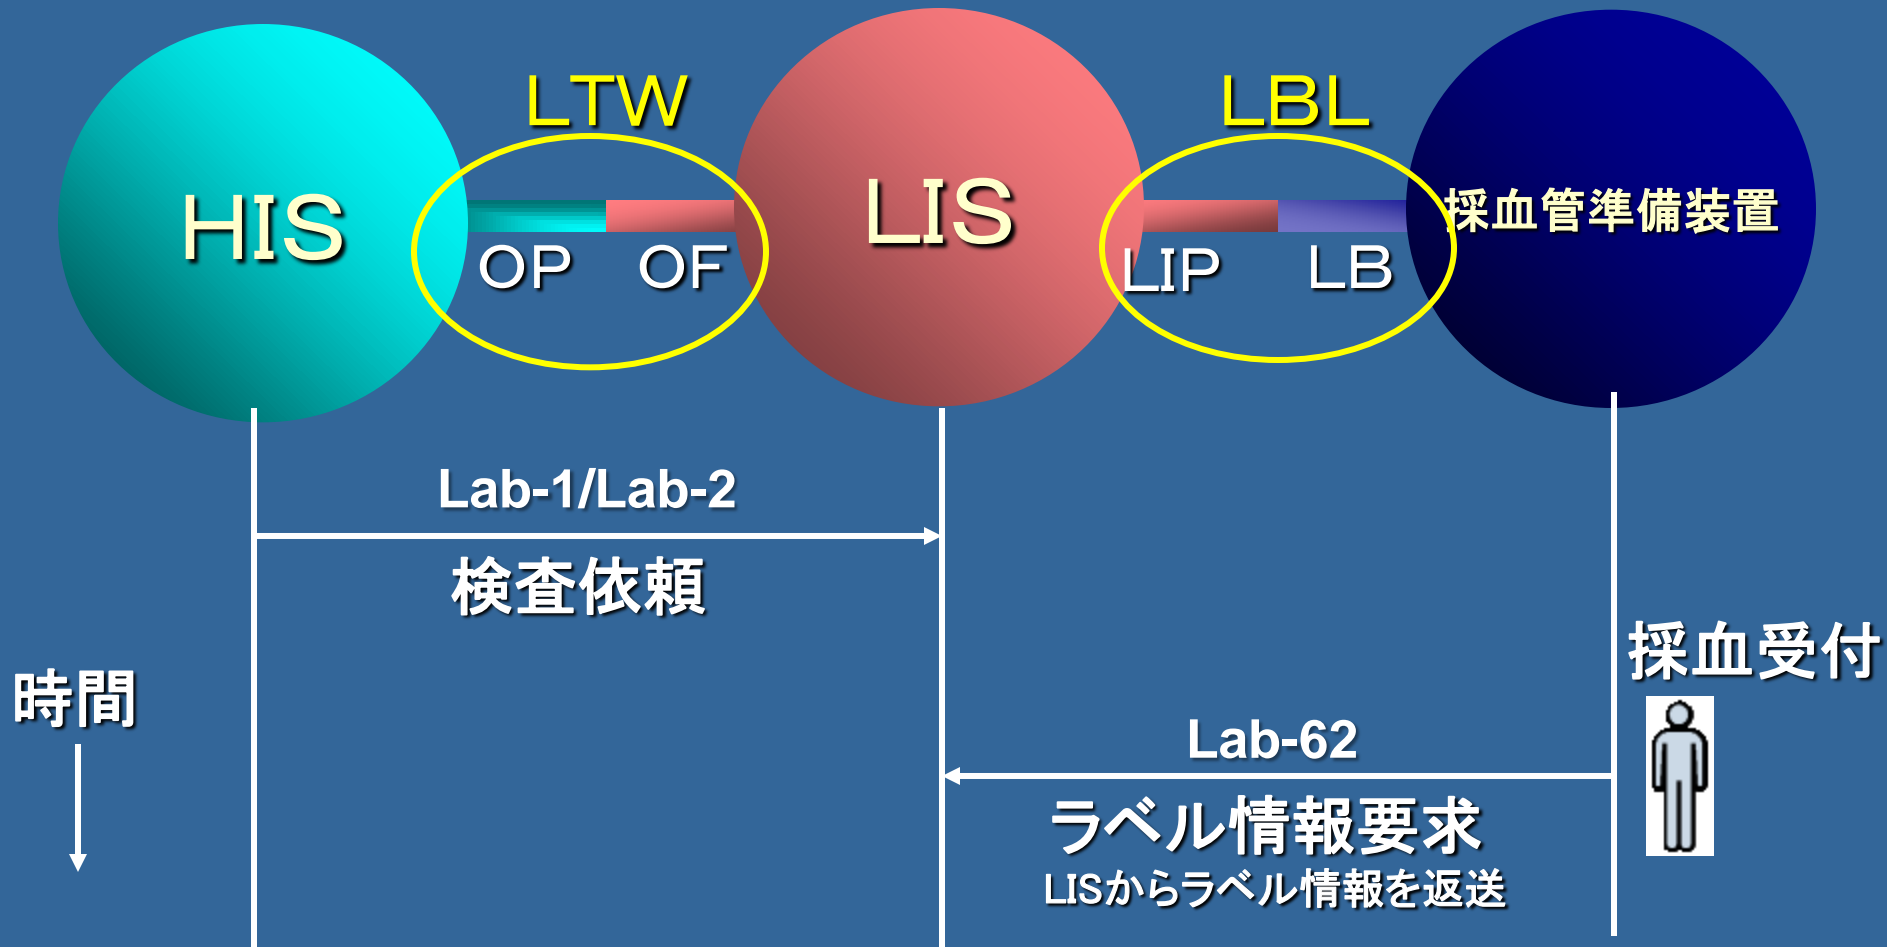 LTW
LBL
HIS
LIS
採血管準備装置
OP
OF
LIP
LB
Lab-1/Lab-2
検査依頼
採血受付
時間
Lab-62
ラベル情報要求
LISからラベル情報を返送